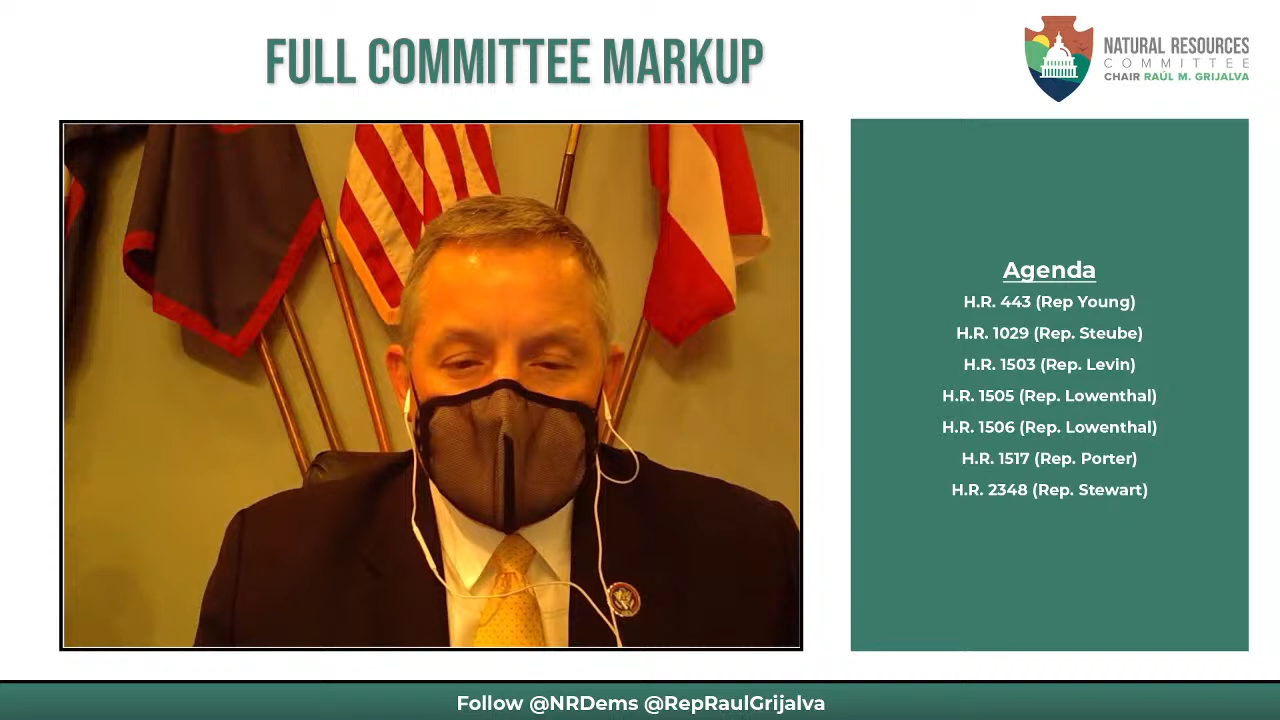 FULL COMMITTEE MARKUP
NATURAL RESOURCES
COMMITTEE
CHAIR RAÚL M. GRIJALVA
Agenda
H.R. 443 (Rep Young)
H.R. 1029 (Rep. Steube)
H.R. 1503 (Rep. Levin)
H.R. 1505 (Rep. Lowenthal)
H.R. 1506 (Rep. Lowenthal)
H.R. 1517 (Rep. Porter)
H.R. 2348 (Rep. Stewart)
Follow @NRDems @RepRaulGrijalva